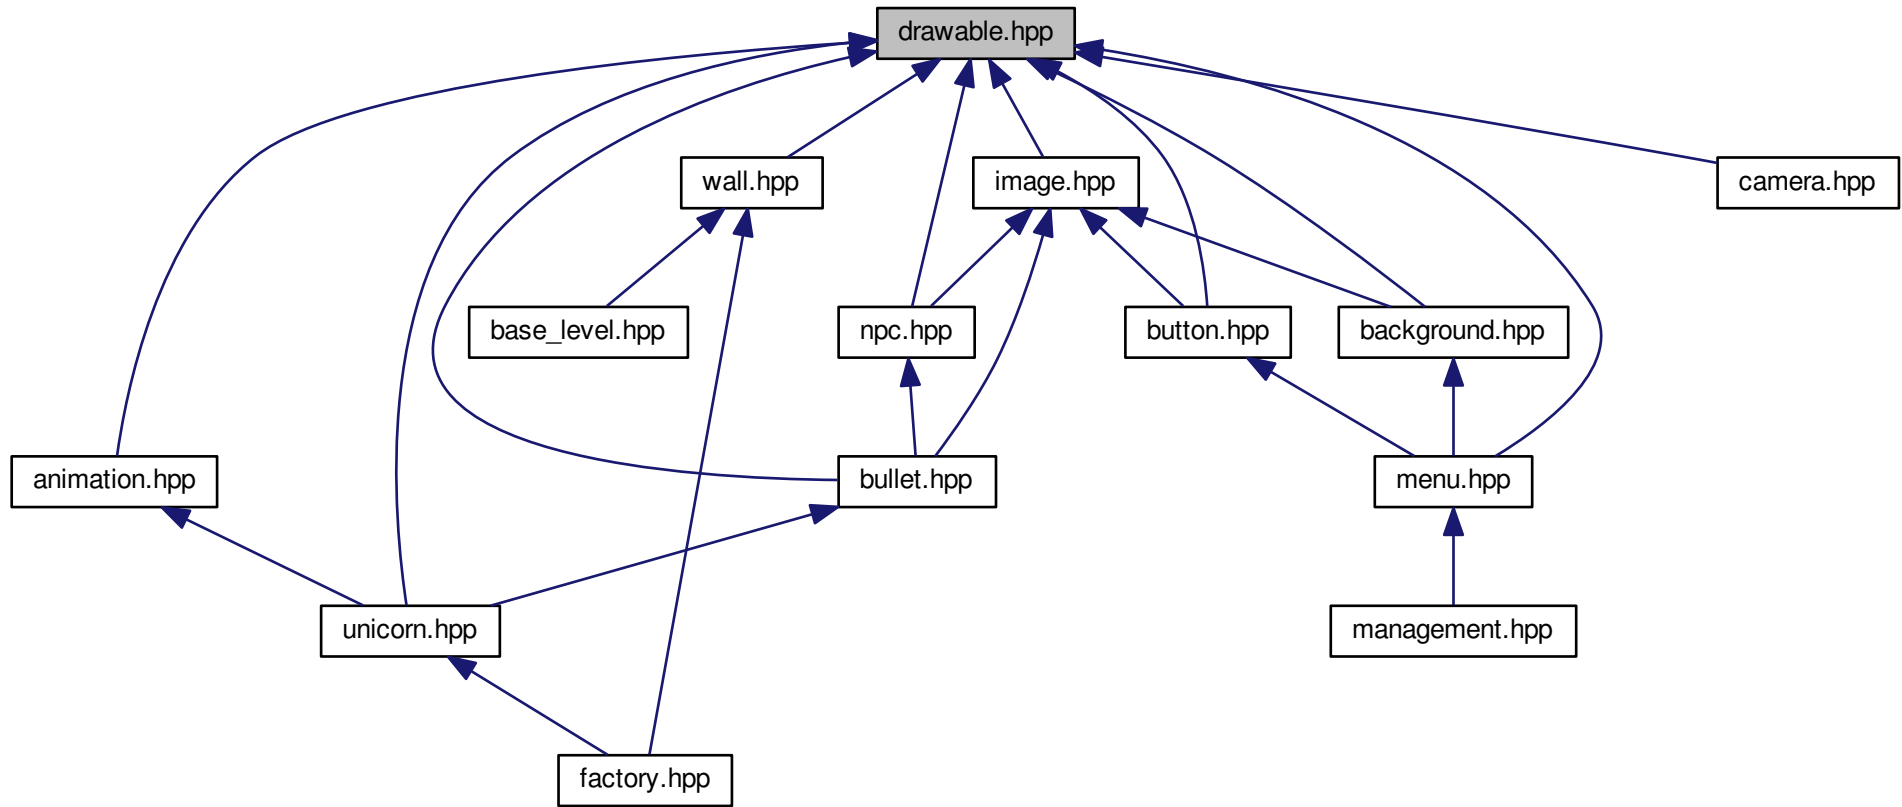 drawable.hpp
wall.hpp
image.hpp
camera.hpp
base_level.hpp
npc.hpp
button.hpp
background.hpp
animation.hpp
bullet.hpp
menu.hpp
unicorn.hpp
management.hpp
factory.hpp